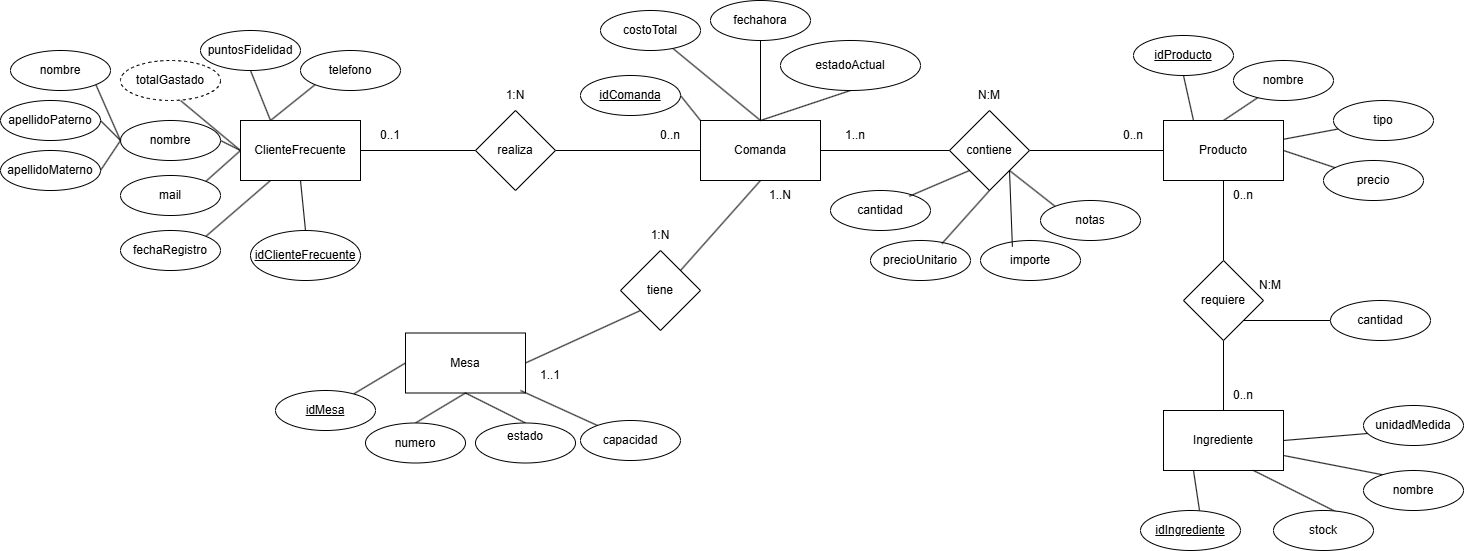 nombre
apellidoPaterno
apellidoMaterno
totalGastado
nombre
puntosFidelidad
telefono
mail
fechaRegistro
idClienteFrecuente
ClienteFrecuente
0..1
1:N
realiza
0..n
costoTotal
fechahora
estadoActual
idComanda
Comanda
1..n
1..N
N:M
contiene
0..n
cantidad
precioUnitario
importe
notas
idProducto
nombre
tipo
precio
Producto
0..n
1:N
tiene
1..1
Mesa
idMesa
numero
estado
capacidad
N:M
requiere
cantidad
0..n
Ingrediente
unidadMedida
nombre
idIngrediente
stock